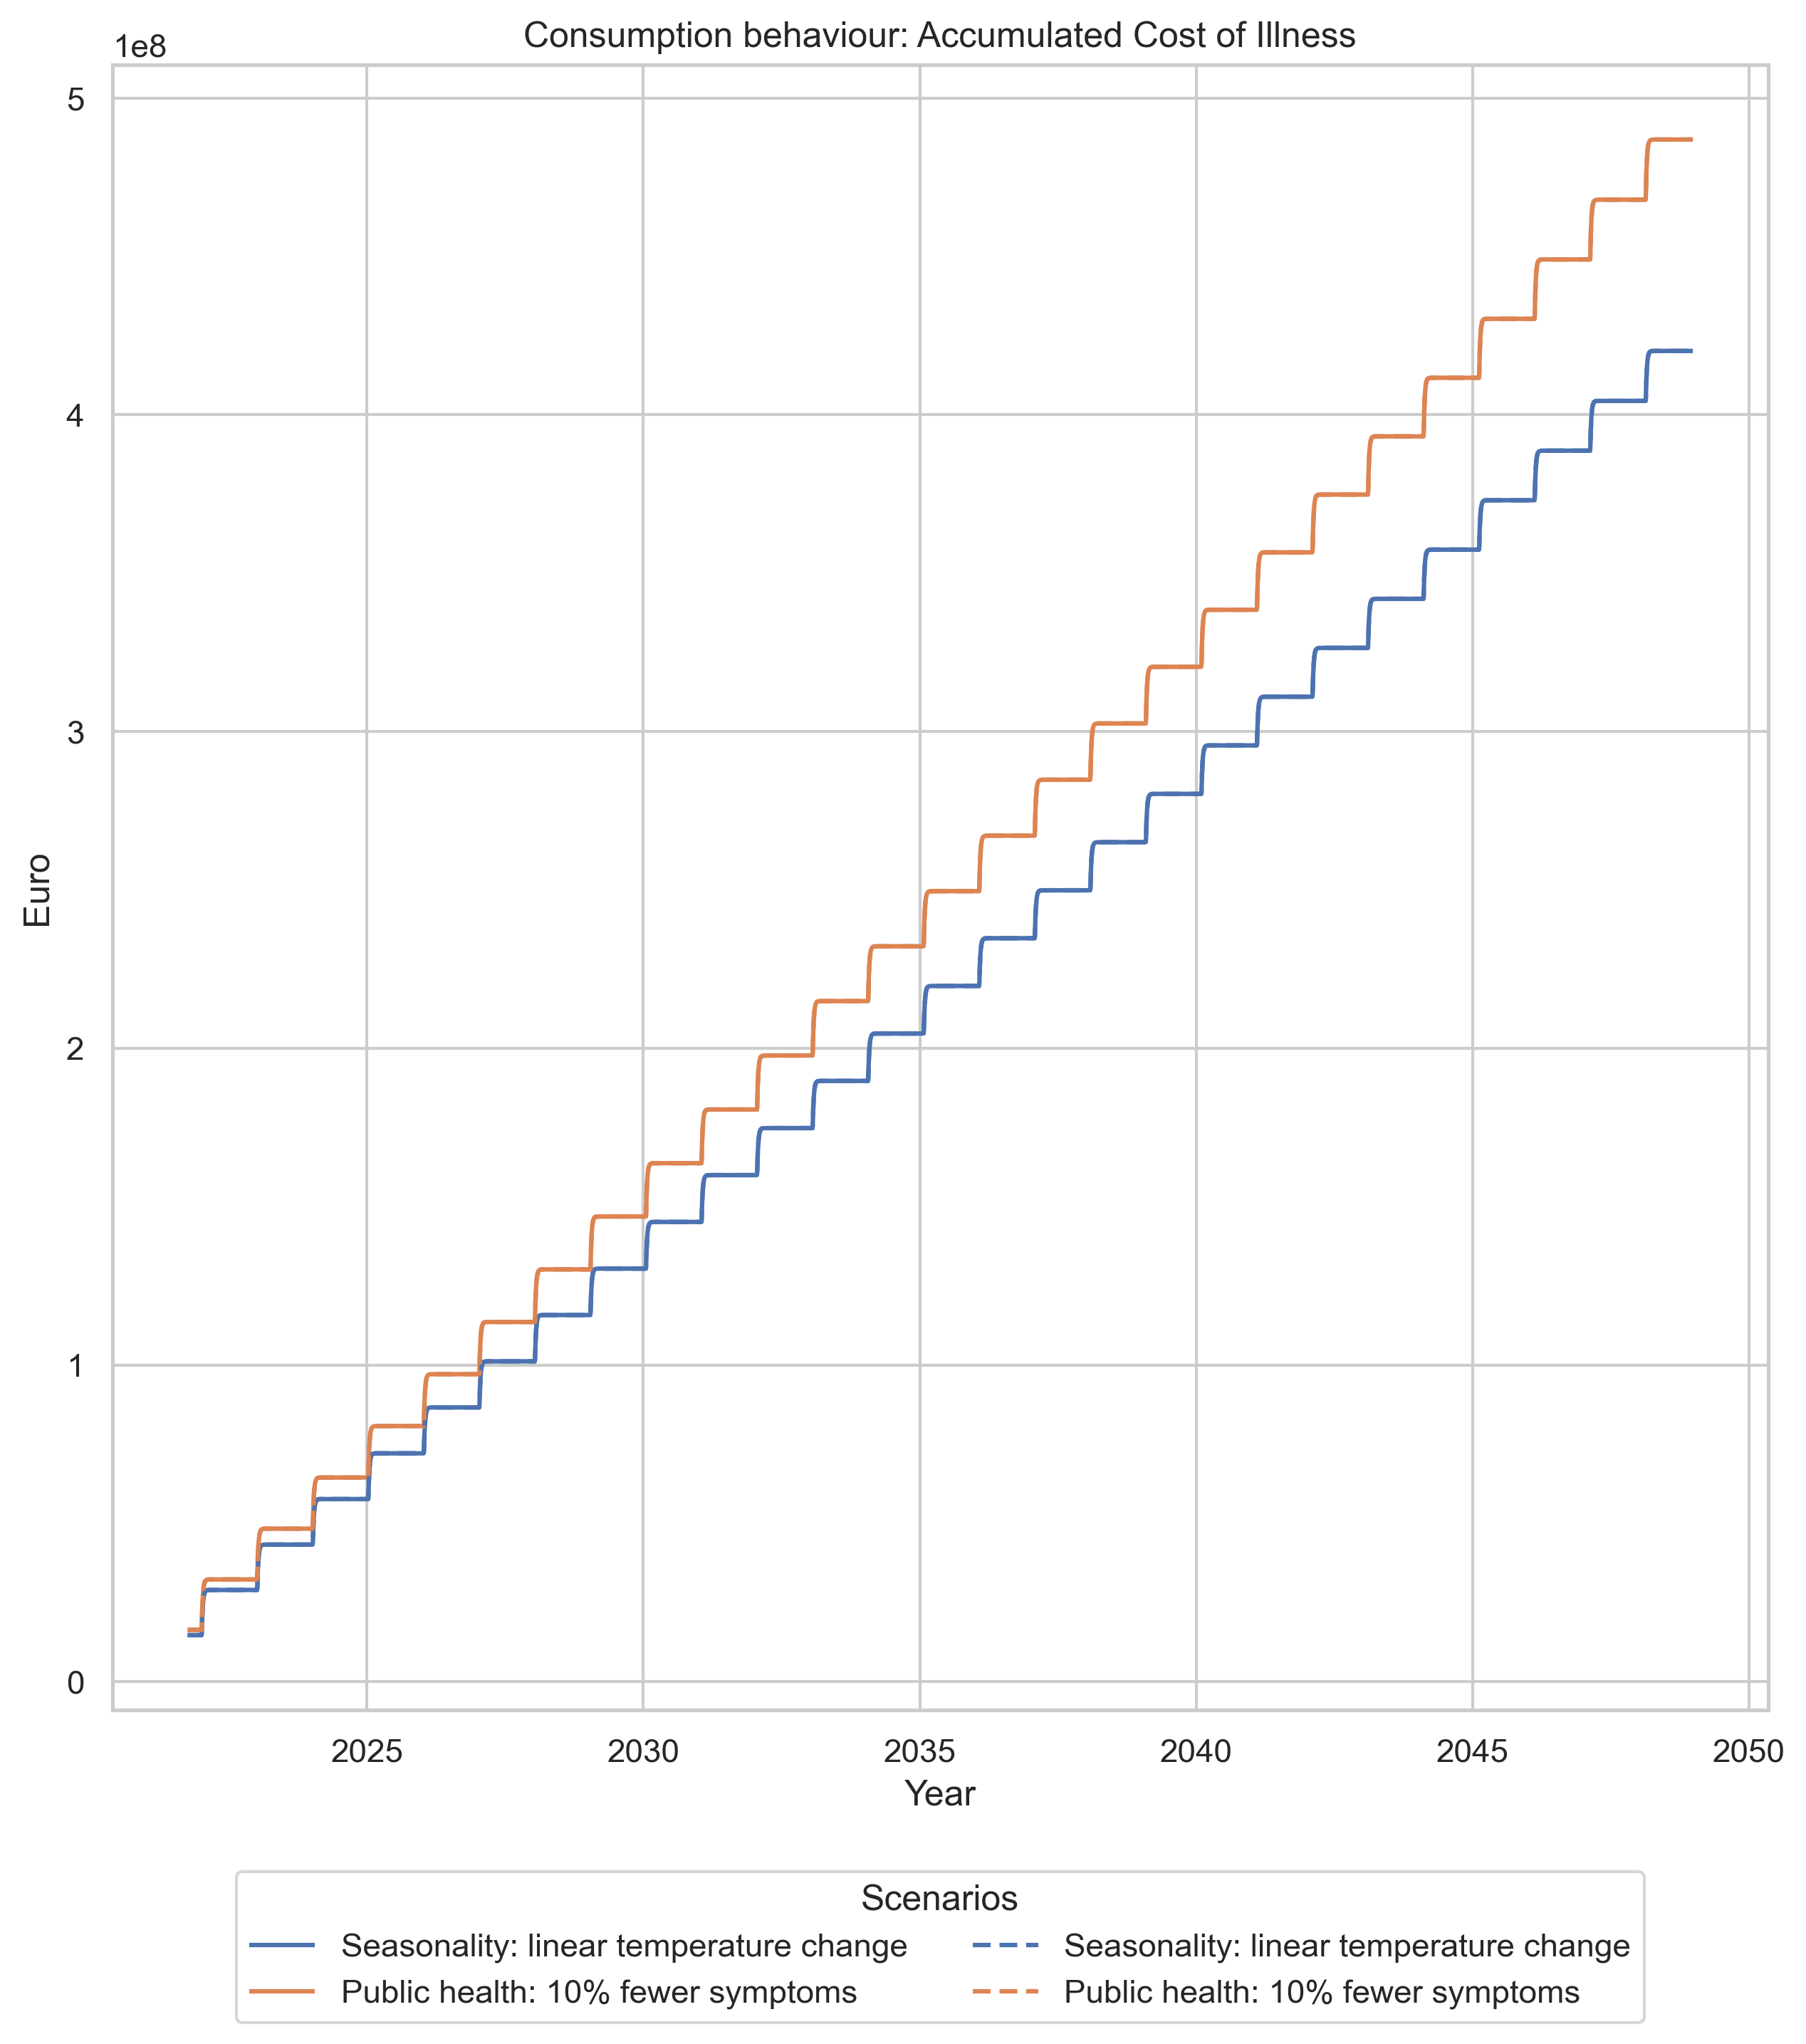 Consumption behaviour: Accumulated Cost of Illness
1e8
5
4
3
2
1
0
Euro
2025 2030 2035 2040 2045 2050
Year
Scenarios
Seasonality: linear temperature change Seasonality: linear temperature change
Public health: 10% fewer symptoms Public health: 10% fewer symptoms